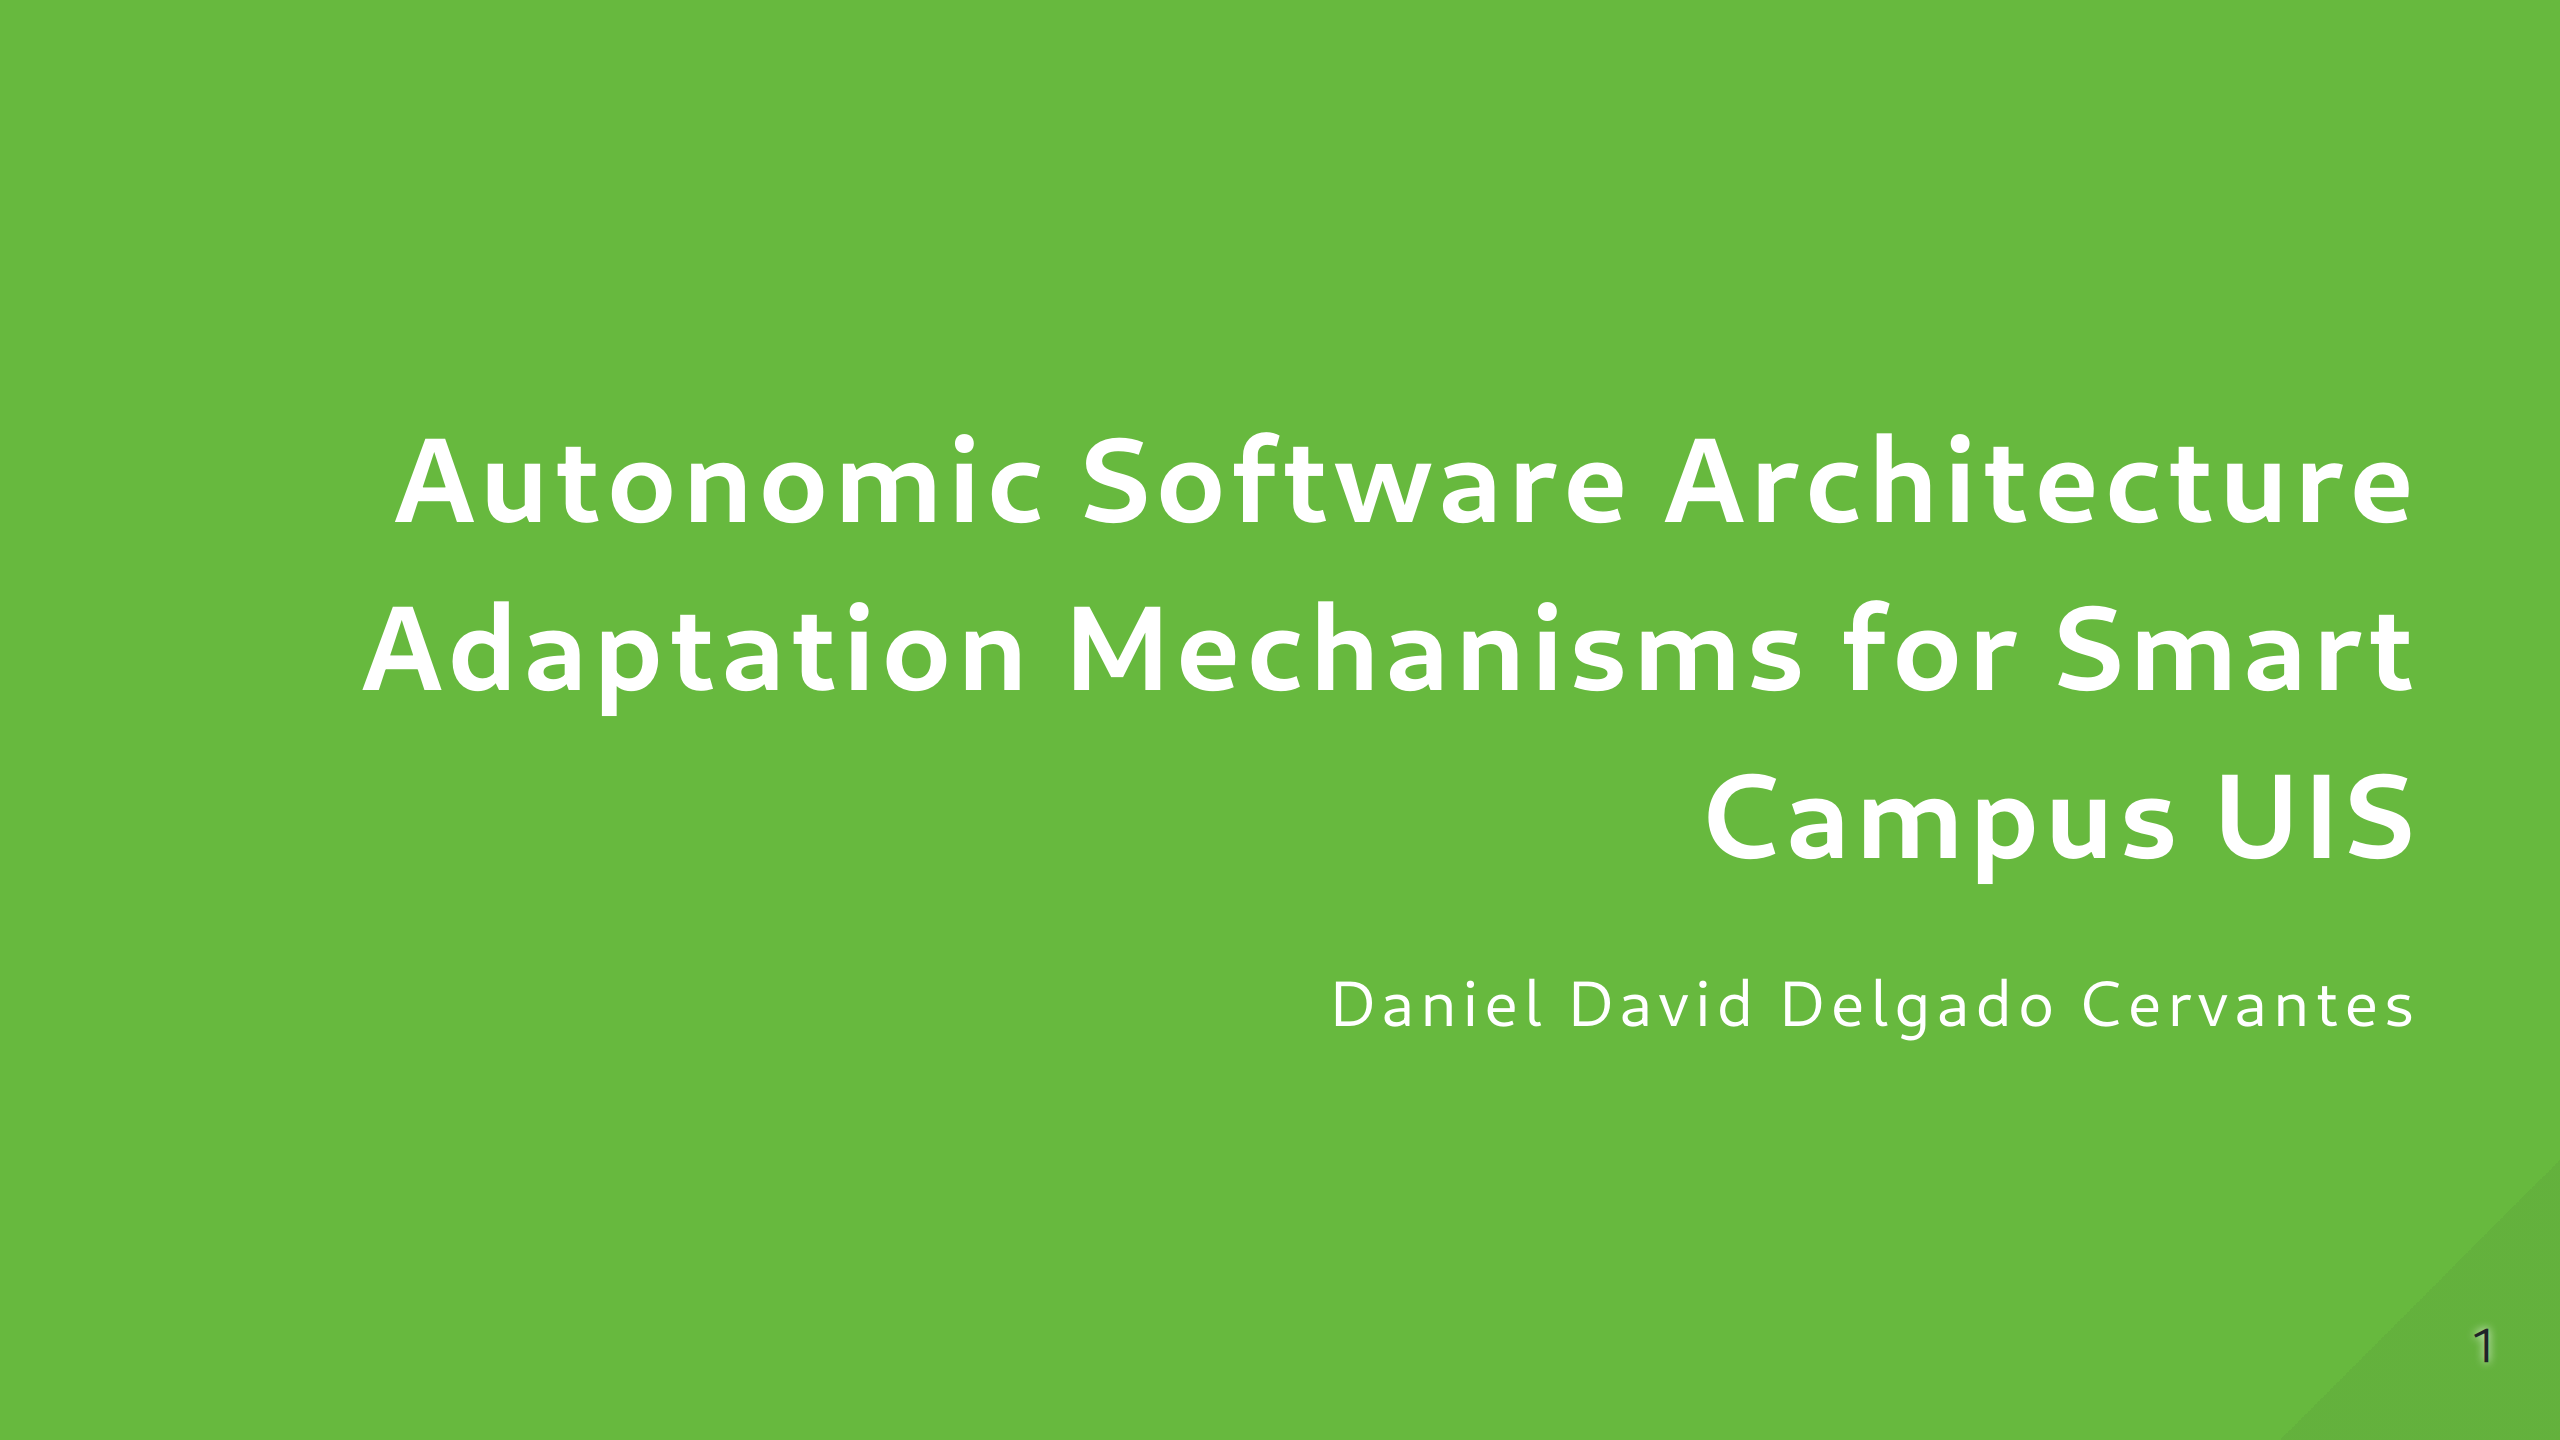 Autonomic Software Architecture
Adaptation Mechanisms for Smart
Campus UIS
Daniel David Delgado Cervantes
1